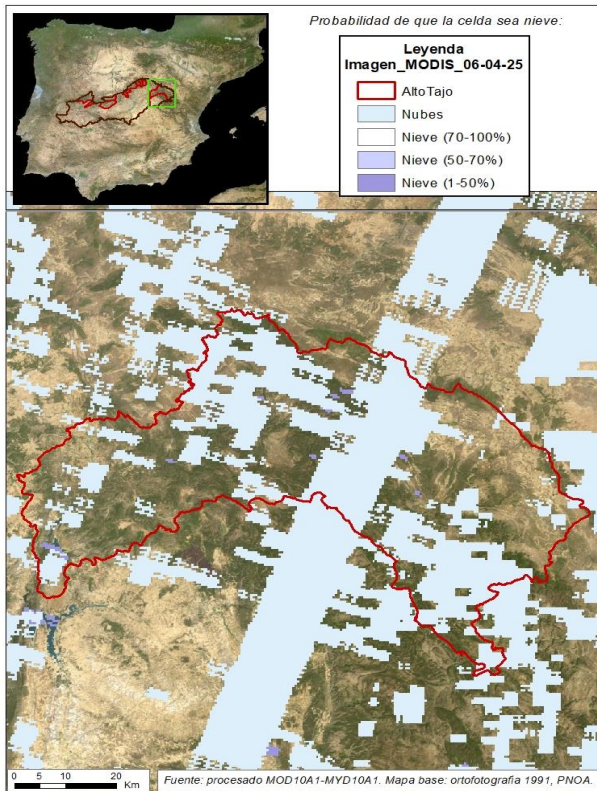 Probabilidad de que la celda sea nieve:
Leyenda
Imagen_MODIS_06-04-25
AltoTajo
Nubes
Nieve (70-100%)
Nieve (50-70%)
Nieve (1-50%)
0 5 10 20
Km
Fuente: procesado MOD10A1-MYD10A1. Mapa base: ortofotografia 1991, PNOA.